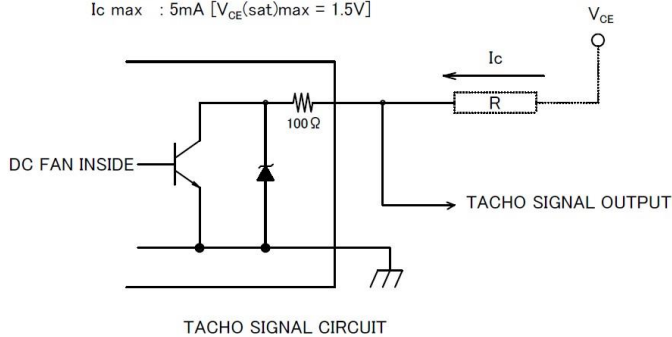 Ic max : 5mA [VCE(sat)max = 1.5V]
VCE
Ic
R
100Ω
DC FAN INSIDE
TACHO SIGNAL OUTPUT
TACHO SIGNAL CIRCUIT